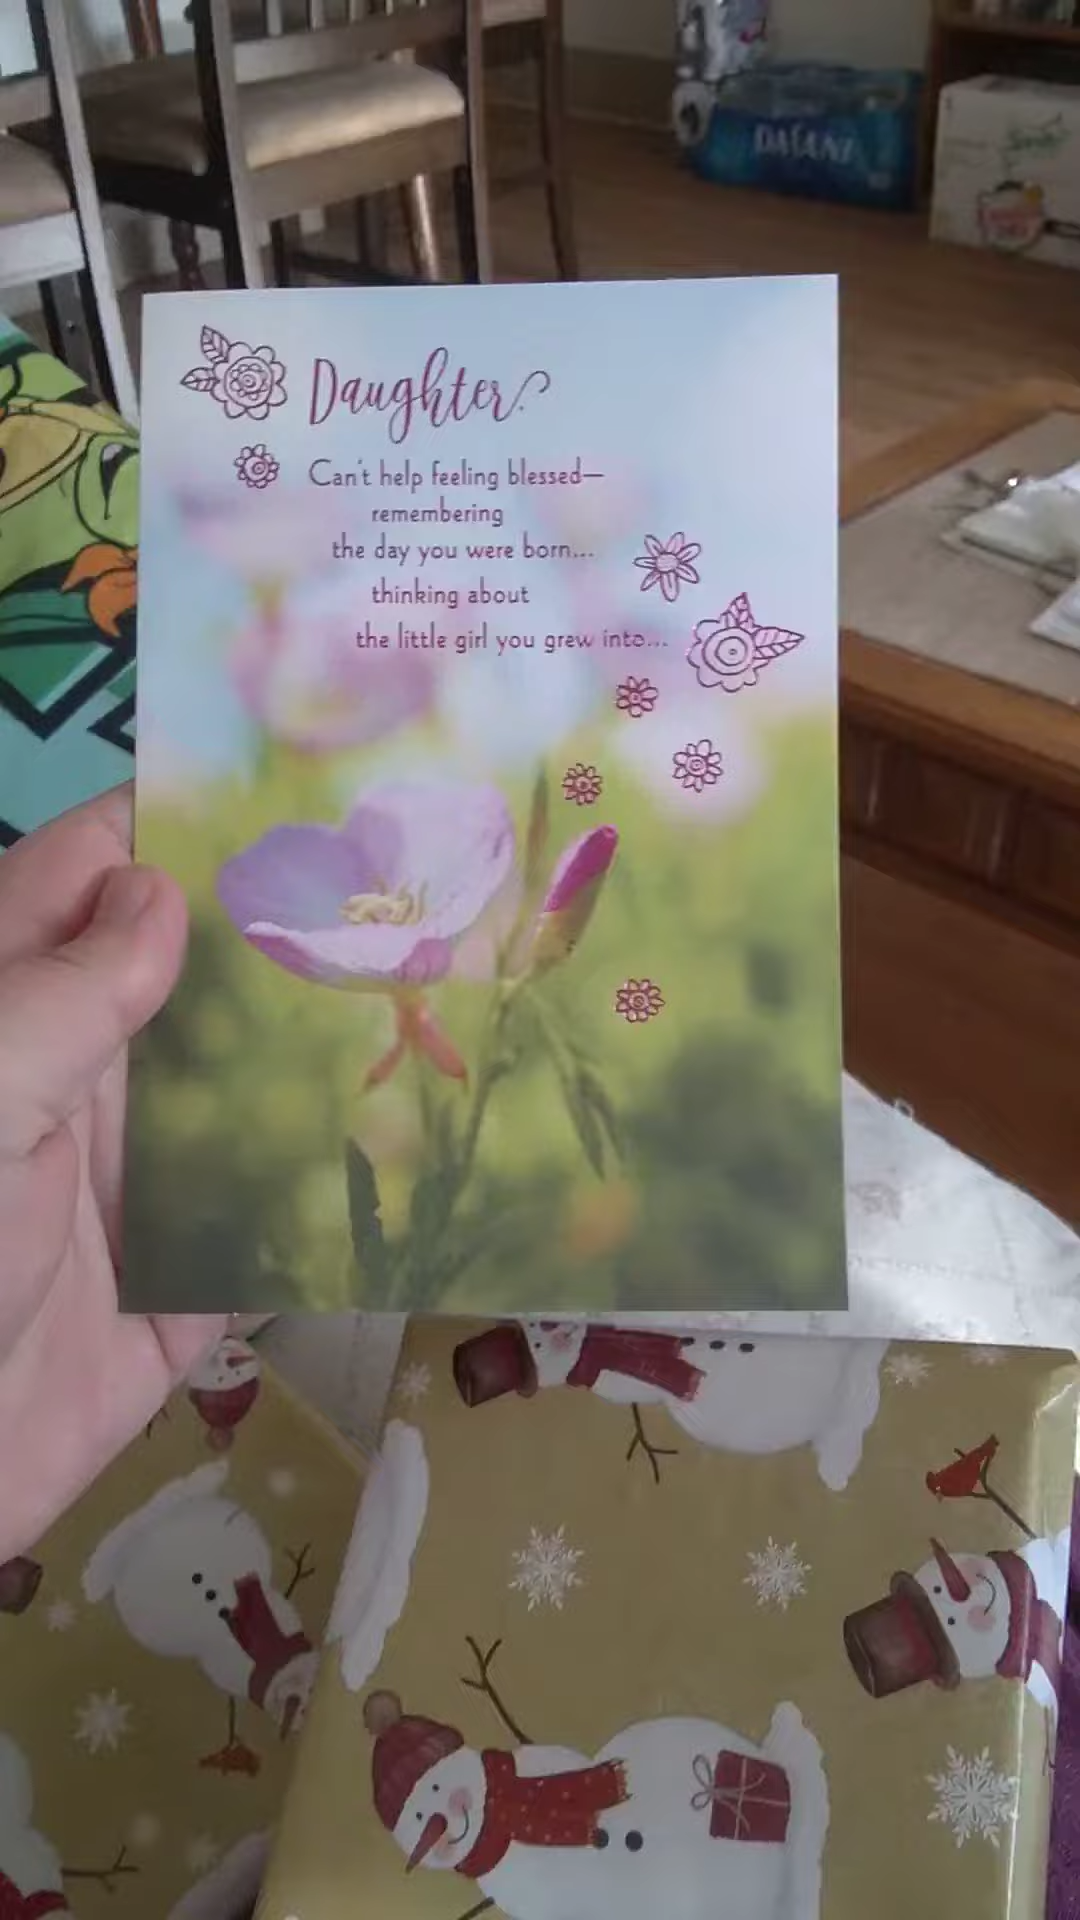 DASANI
Daughter,
Can't help feeling blessed—
remembering
the day you were born...
thinking about
the little girl you grew into...